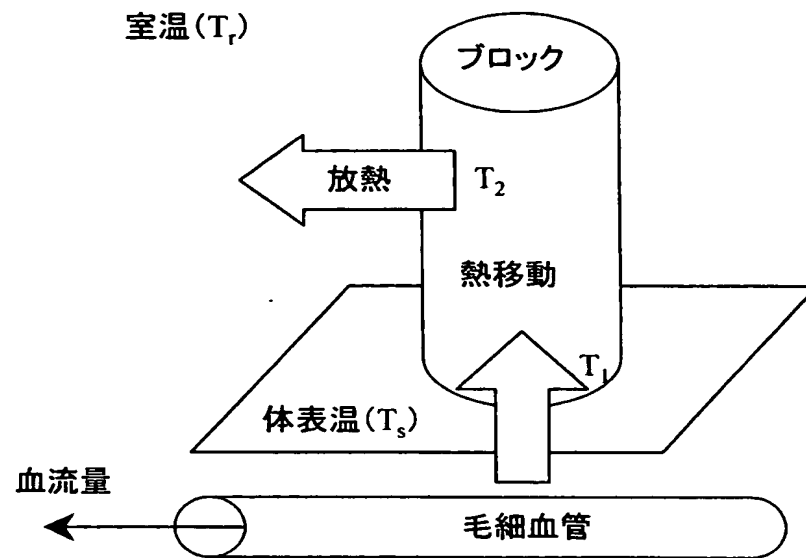 室温(Tr)
ブロック
放熱
T2
熱移動
T1
体表温(Ts)
血流量
毛細血管